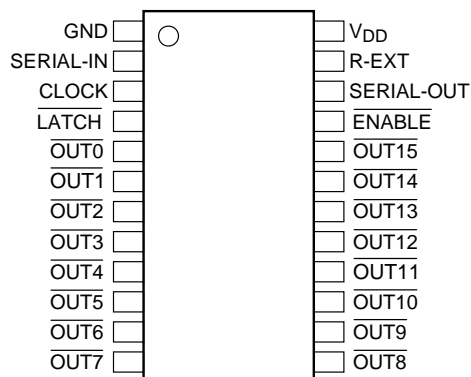 GND VDD
SERIAL-IN R-EXT
CLOCK SERIAL-OUT
LATCH ENABLE
OUT0 OUT15
OUT1 OUT14
OUT2 OUT13
OUT3 OUT12
OUT4 OUT11
OUT5 OUT10
OUT6 OUT9
OUT7 OUT8